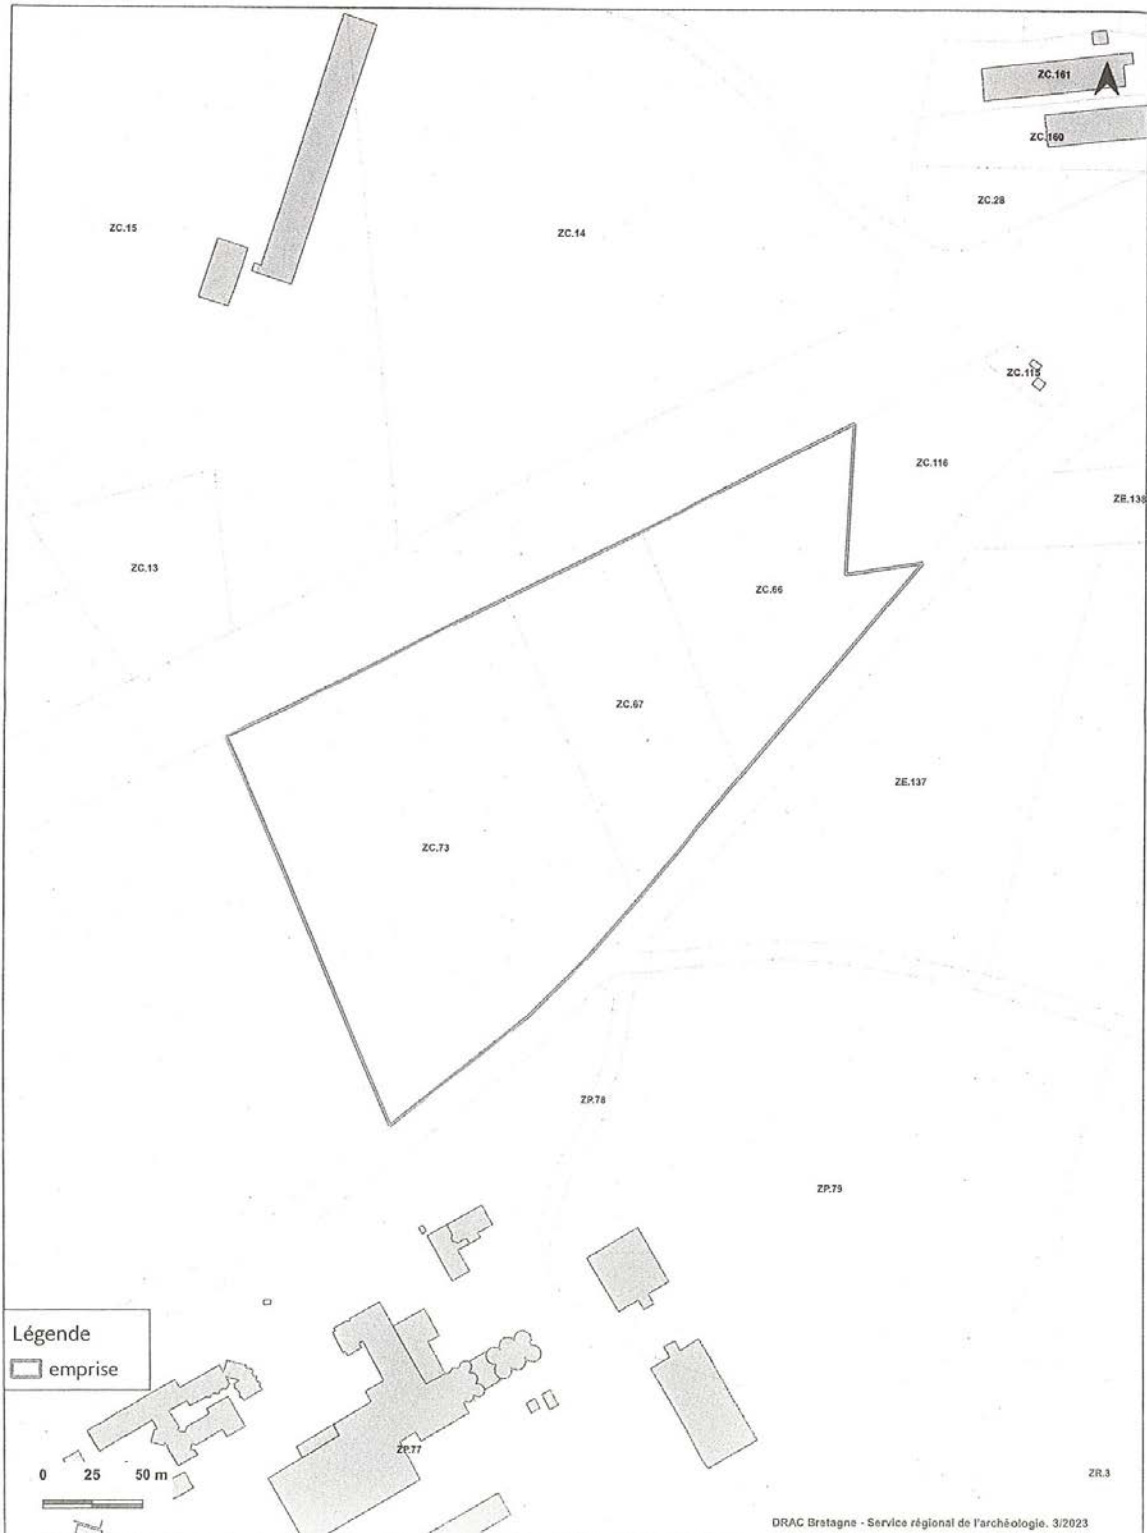 ZC.161
ZC.160
ZC.28
ZC.15
ZC.14
ZC.115
ZC.116
ZE.138
ZC.13
ZC.66
ZC.67
ZE.137
ZC.73
ZP.78
ZP.79
Légende
emprise
ZP.77
0 25 50 m
ZR.3
DRAC Bretagne - Service régional de l'archéologie. 3/2023